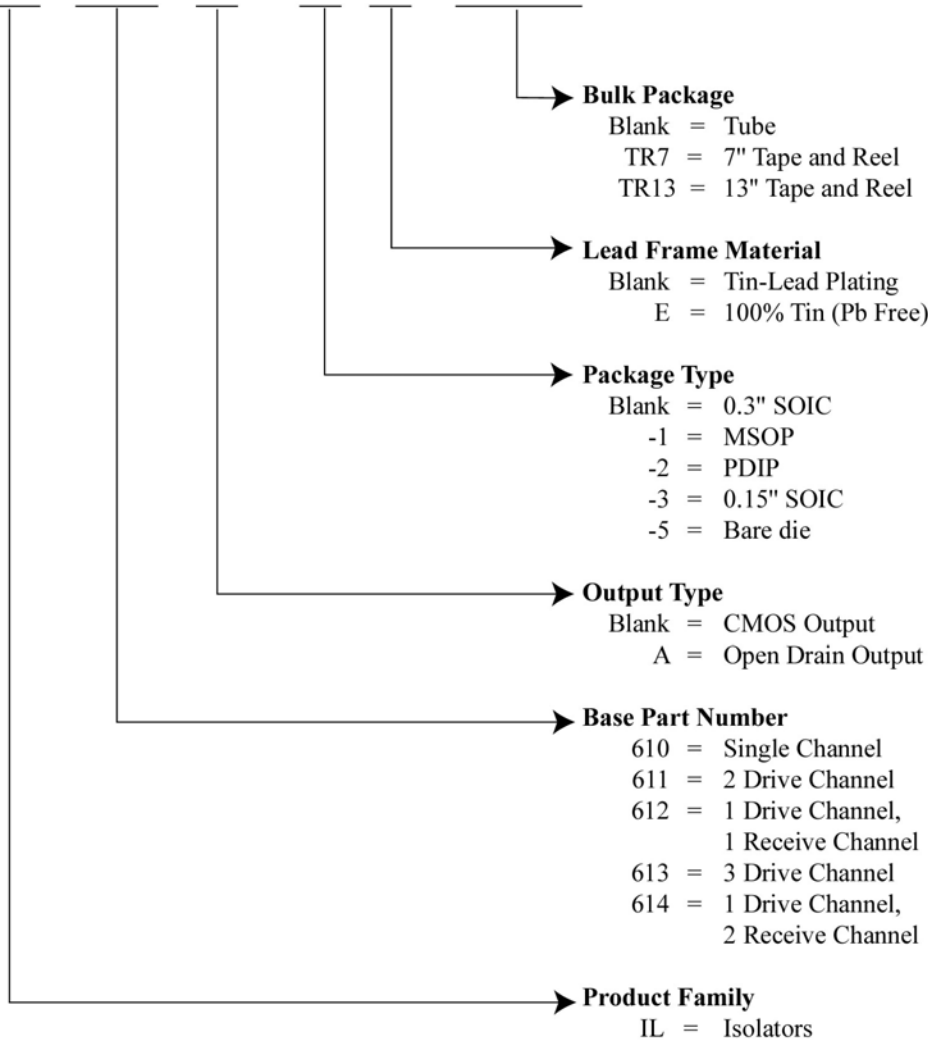 Bulk Package
Blank = Tube
TR7 = 7" Tape and Reel
TR13 = 13" Tape and Reel
Lead Frame Material
Blank = Tin-Lead Plating
E = 100% Tin (Pb Free)
Package Type
Blank = 0.3" SOIC
-1 = MSOP
-2 = PDIP
-3 = 0.15" SOIC
-5 = Bare die
Output Type
Blank = CMOS Output
A = Open Drain Output
Base Part Number
610 = Single Channel
611 = 2 Drive Channel
612 = 1 Drive Channel,
1 Receive Channel
613 = 3 Drive Channel
614 = 1 Drive Channel,
2 Receive Channel
Product Family
IL = Isolators